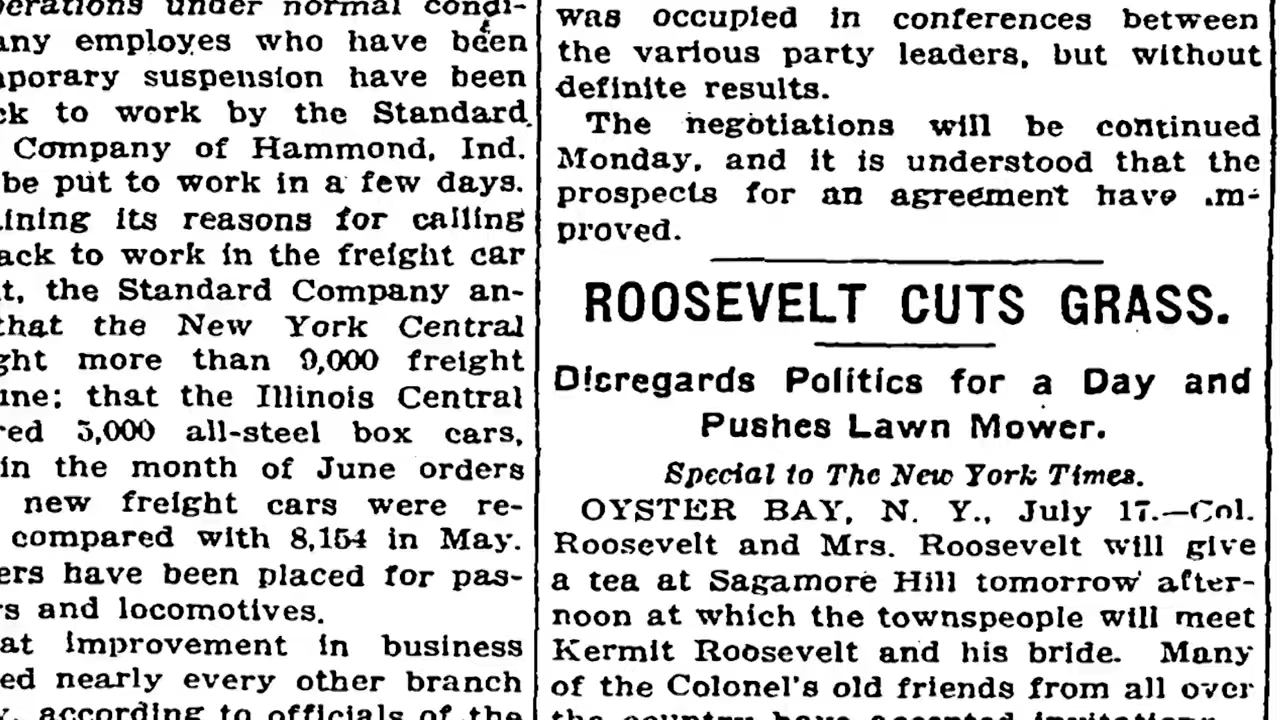 erations under normal condi-
any employes who have been
nporary suspension have been
ck to work by the Standard
Company of Hammond, Ind.
be put to work in a few days.
ining its reasons for calling
ack to work in the freight car
t, the Standard Company an-
that the New York Central
ght more than 9,000 freight
une; that the Illinois Central
red 5,000 all-steel box cars,
in the month of June orders
new freight cars were re-
compared with 8,154 in May.
ers have been placed for pas-
rs and locomotives.
at improvement in business
ed nearly every other branch
y, according to officials of the
was occupied in conferences between
the various party leaders, but without
definite results.
The negotiations will be continued
Monday, and it is understood that the
prospects for an agreement have .m-
proved.
ROOSEVELT CUTS GRASS.
Disregards Politics for a Day and
Pushes Lawn Mower.
Special to The New York Times.
OYSTER BAY, N. Y., July 17.—Col.
Roosevelt and Mrs. Roosevelt will give
a tea at Sagamore Hill tomorrow after-
noon at which the townspeople will meet
Kermit Roosevelt and his bride. Many
of the Colonel's old friends from all over
the country have accepted invitations.